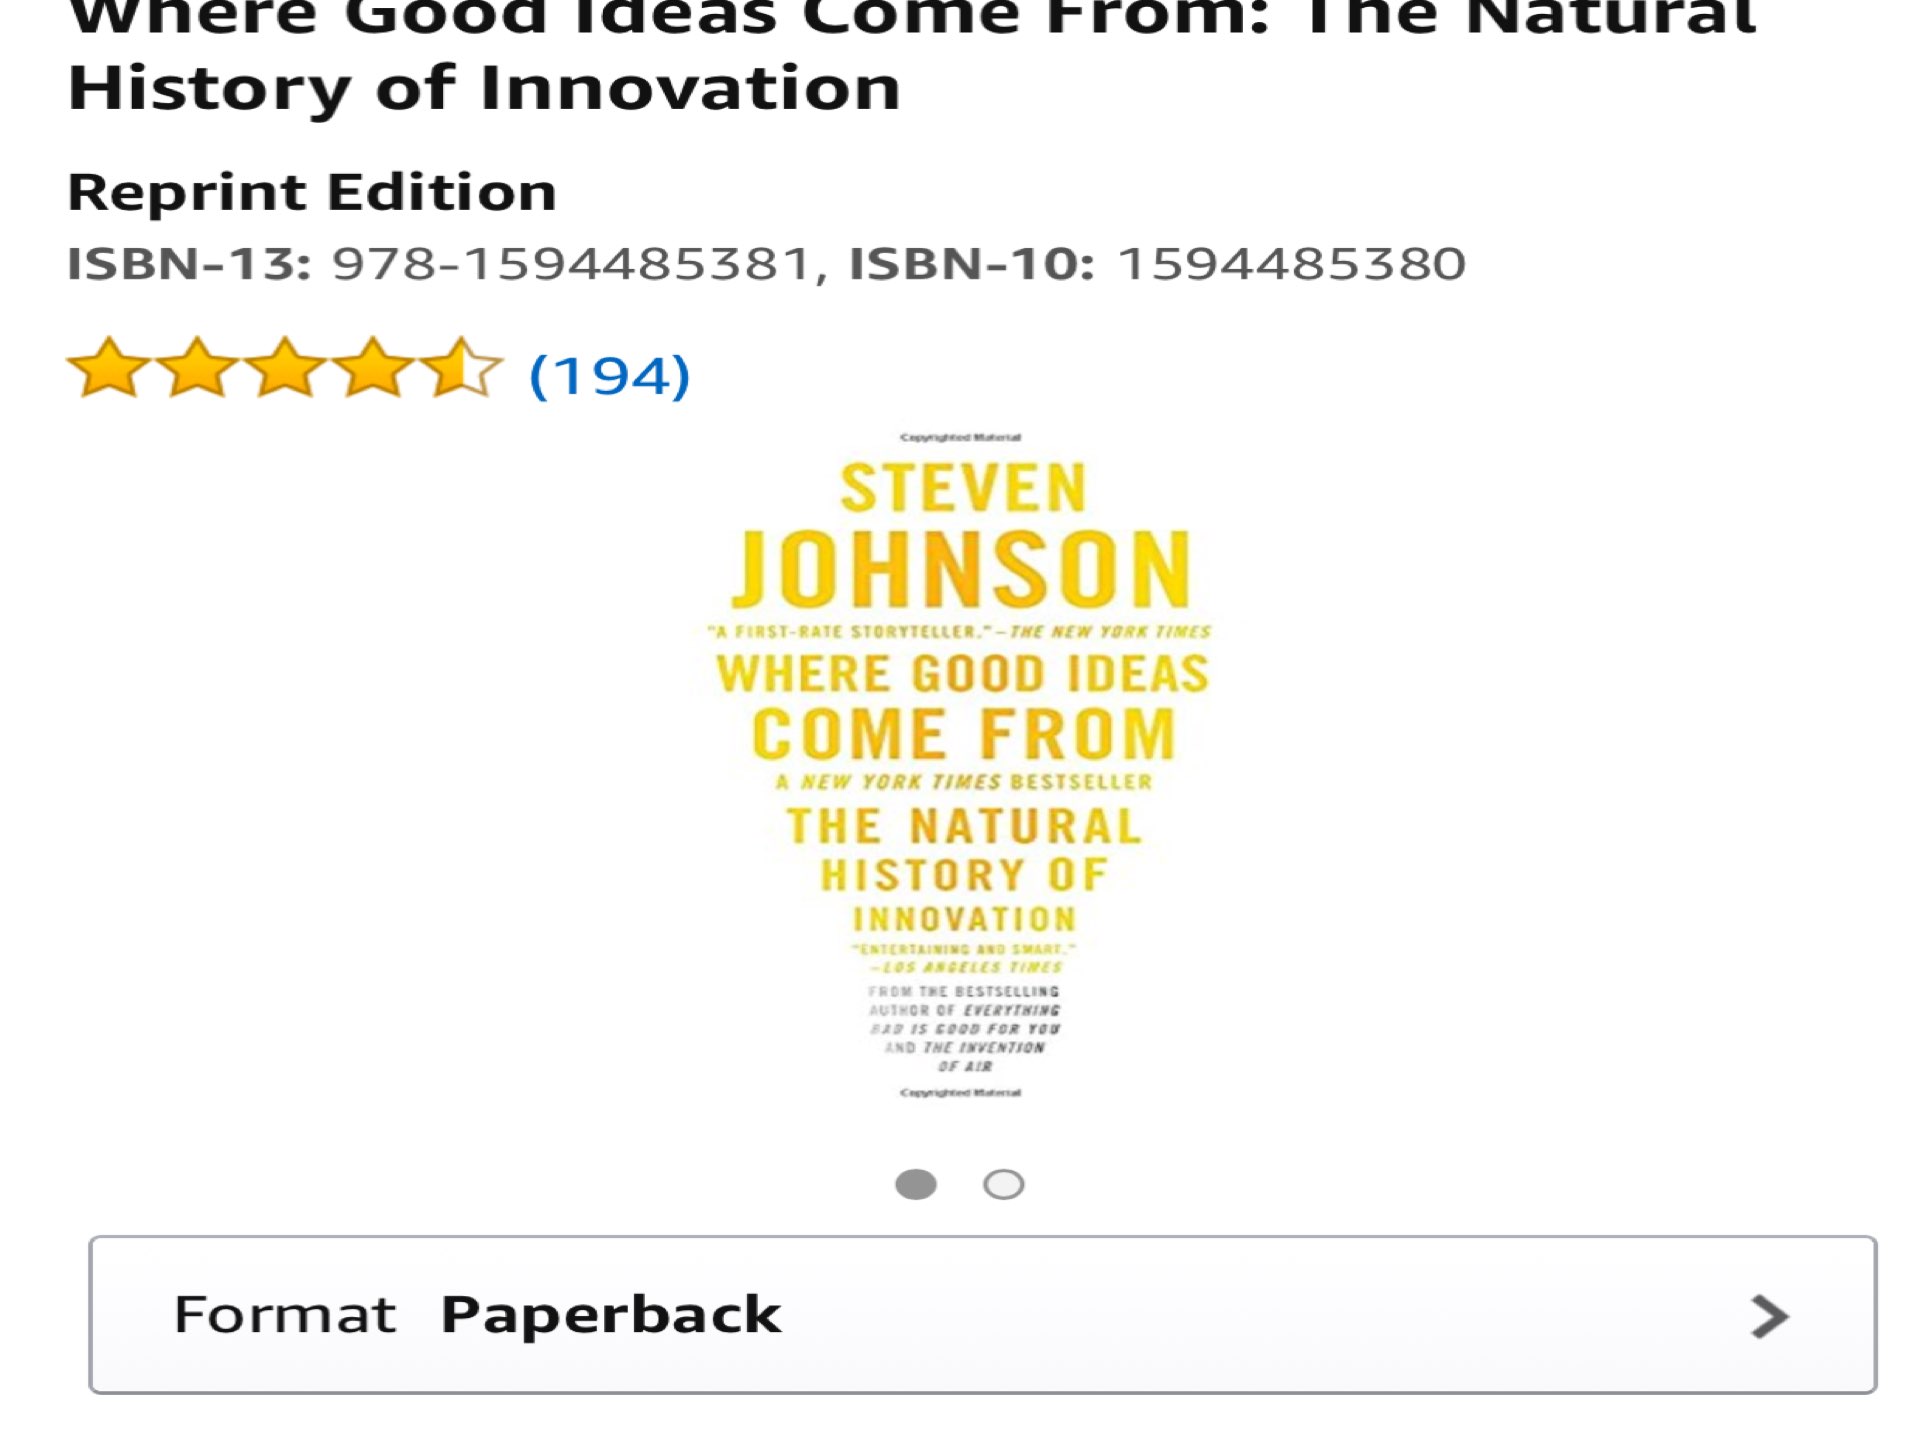 Where Good Ideas Come From: The Natural
History of Innovation
Reprint Edition
ISBN-13: 978-1594485381, ISBN-10: 1594485380
(194)
Copyrighted Material
STEVEN
JOHNSON
"A FIRST-RATE STORYTELLER."—THE NEW YORK TIMES
WHERE GOOD IDEAS
COME FROM
A NEW YORK TIMES BESTSELLER
THE NATURAL
HISTORY OF
INNOVATION
"ENTERTAINING AND SMART."
—LOS ANGELES TIMES
FROM THE BESTSELLING
AUTHOR OF EVERYTHING
BAD IS GOOD FOR YOU
AND THE INVENTION
OF AIR
Copyrighted Material
Format Paperback